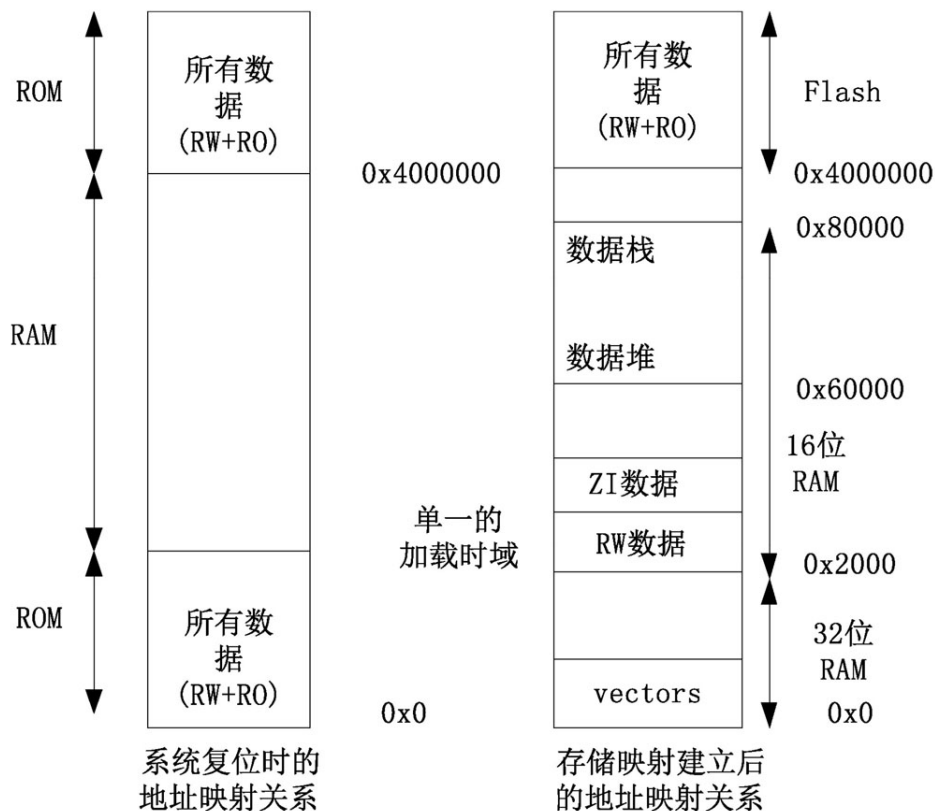 ROM
所有数
据
(RW+RO)
0x4000000
RAM
单一的
加载时域
ROM
所有数
据
(RW+RO)
0x0
系统复位时的
地址映射关系
所有数
据
(RW+RO)
Flash
0x4000000
0x80000
数据栈
数据堆
0x60000
16位
RAM
ZI数据
RW数据
0x2000
32位
RAM
vectors
0x0
存储映射建立后
的地址映射关系